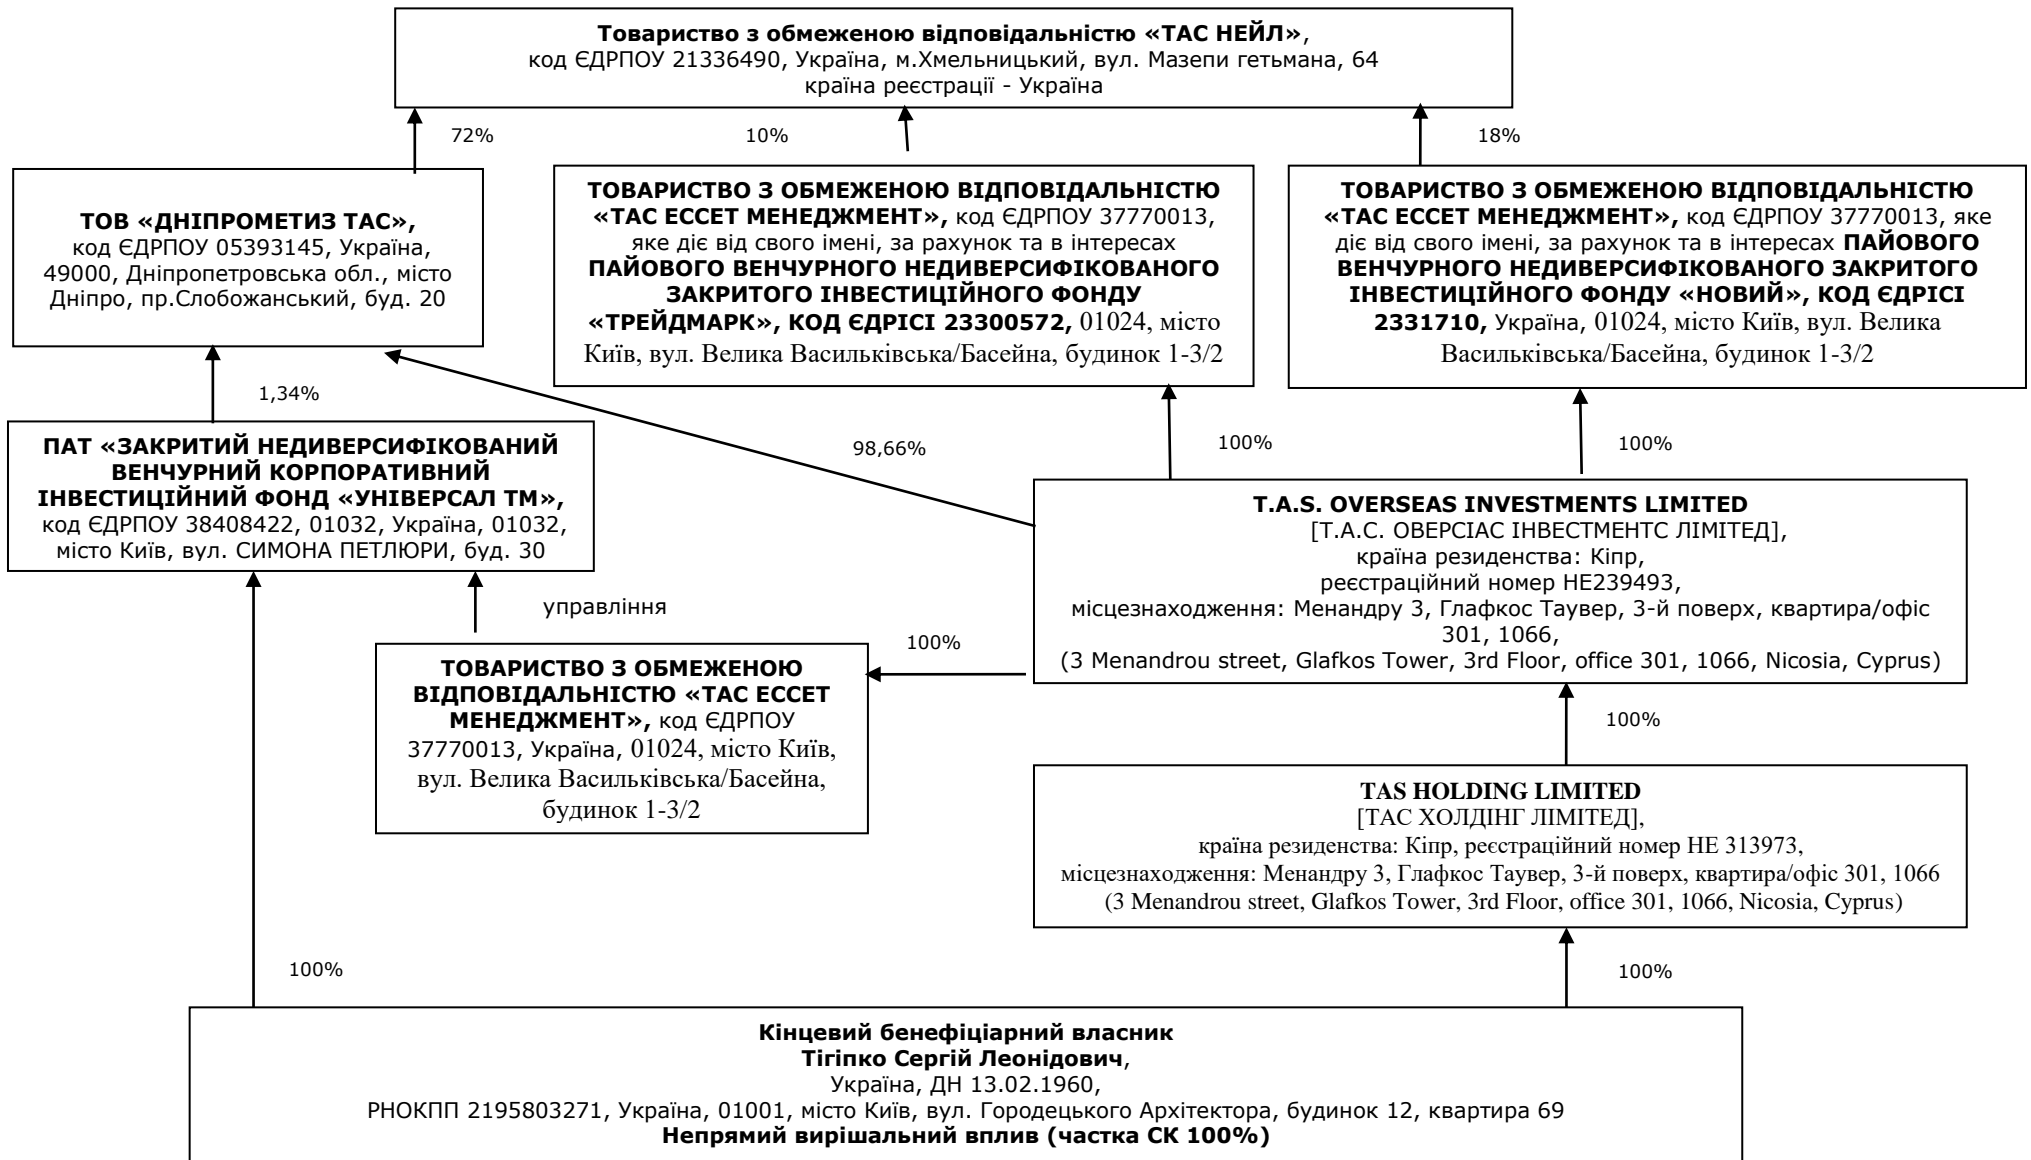 Товариство з обмеженою відповідальністю «ТАС НЕЙЛ»,
код ЄДРПОУ 21336490, Україна, м.Хмельницький, вул. Мазепи гетьмана, 64
країна реєстрації - Україна
72%
10%
18%
ТОВ «ДНІПРОМЕТИЗ ТАС»,
код ЄДРПОУ 05393145, Україна,
49000, Дніпропетровська обл., місто
Дніпро, пр.Слобожанський, буд. 20
ТОВАРИСТВО З ОБМЕЖЕНОЮ ВІДПОВІДАЛЬНІСТЮ
«ТАС ЕССЕТ МЕНЕДЖМЕНТ», код ЄДРПОУ 37770013,
яке діє від свого імені, за рахунок та в інтересах
ПАЙОВОГО ВЕНЧУРНОГО НЕДИВЕРСИФІКОВАНОГО
ЗАКРИТОГО ІНВЕСТИЦІЙНОГО ФОНДУ
«ТРЕЙДМАРК», КОД ЄДРІСІ 23300572, 01024, місто
Київ, вул. Велика Васильківська/Басейна, будинок 1-3/2
ТОВАРИСТВО З ОБМЕЖЕНОЮ ВІДПОВІДАЛЬНІСТЮ
«ТАС ЕССЕТ МЕНЕДЖМЕНТ», код ЄДРПОУ 37770013, яке
діє від свого імені, за рахунок та в інтересах ПАЙОВОГО
ВЕНЧУРНОГО НЕДИВЕРСИФІКОВАНОГО ЗАКРИТОГО
ІНВЕСТИЦІЙНОГО ФОНДУ «НОВИЙ», КОД ЄДРІСІ
2331710, Україна, 01024, місто Київ, вул. Велика
Васильківська/Басейна, будинок 1-3/2
1,34%
98,66%
100%
100%
ПАТ «ЗАКРИТИЙ НЕДИВЕРСИФІКОВАНИЙ
ВЕНЧУРНИЙ КОРПОРАТИВНИЙ
ІНВЕСТИЦІЙНИЙ ФОНД «УНІВЕРСАЛ ТМ»,
код ЄДРПОУ 38408422, 01032, Україна, 01032,
місто Київ, вул. СИМОНА ПЕТЛЮРИ, буд. 30
T.A.S. OVERSEAS INVESTMENTS LIMITED
[Т.А.С. ОВЕРСІАС ІНВЕСТМЕНТС ЛІМІТЕД],
країна резиденства: Кіпр,
реєстраційний номер НЕ239493,
місцезнаходження: Менандру 3, Глафкос Таувер, 3-й поверх, квартира/офіс
301, 1066,
(3 Menandrou street, Glafkos Tower, 3rd Floor, office 301, 1066, Nicosia, Cyprus)
управління
100%
ТОВАРИСТВО З ОБМЕЖЕНОЮ
ВІДПОВІДАЛЬНІСТЮ «ТАС ЕССЕТ
МЕНЕДЖМЕНТ», код ЄДРПОУ
37770013, Україна, 01024, місто Київ,
вул. Велика Васильківська/Басейна,
будинок 1-3/2
100%
TAS HOLDING LIMITED
[ТАС ХОЛДІНГ ЛІМІТЕД],
країна резиденства: Кіпр, реєстраційний номер НЕ 313973,
місцезнаходження: Менандру 3, Глафкос Таувер, 3-й поверх, квартира/офіс 301, 1066
(3 Menandrou street, Glafkos Tower, 3rd Floor, office 301, 1066, Nicosia, Cyprus)
100%
100%
Кінцевий бенефіціарний власник
Тігіпко Сергій Леонідович,
Україна, ДН 13.02.1960,
РНОКПП 2195803271, Україна, 01001, місто Київ, вул. Городецького Архітектора, будинок 12, квартира 69
Непрямий вирішальний вплив (частка СК 100%)